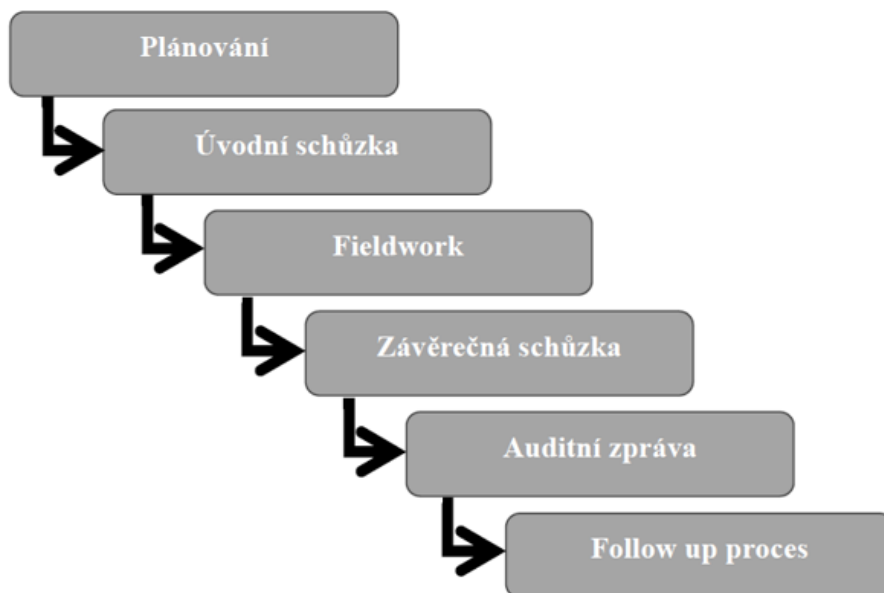 Plánování
Úvodní schůzka
Fieldwork
Závěrečná schůzka
Auditní zpráva
Follow up proces